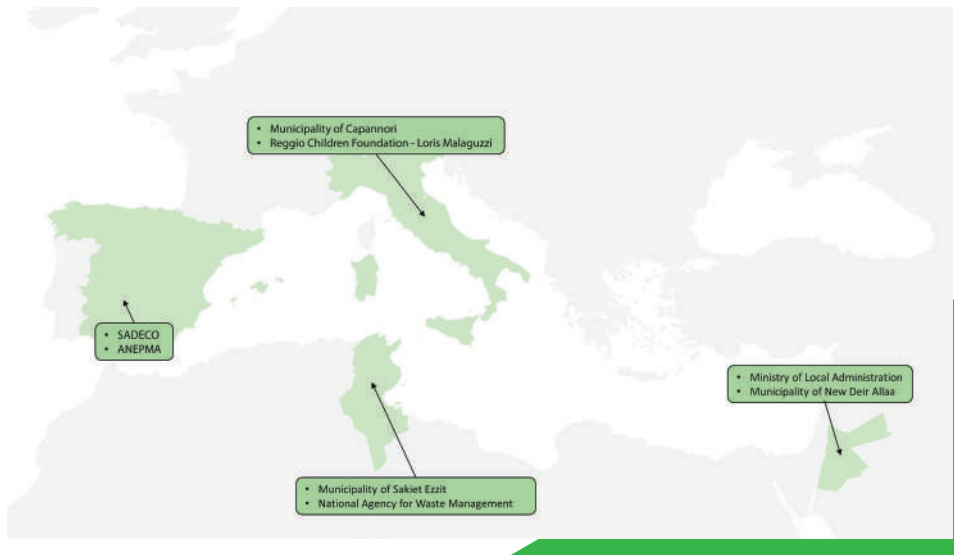 • Municipality of Capannori
• Reggio Children Foundation - Loris Malaguzzi
• SADECO
• ANEPMA
• Ministry of Local Administration
• Municipality of New Deir Allaa
• Municipality of Sakiet Ezzit
• National Agency for Waste Management